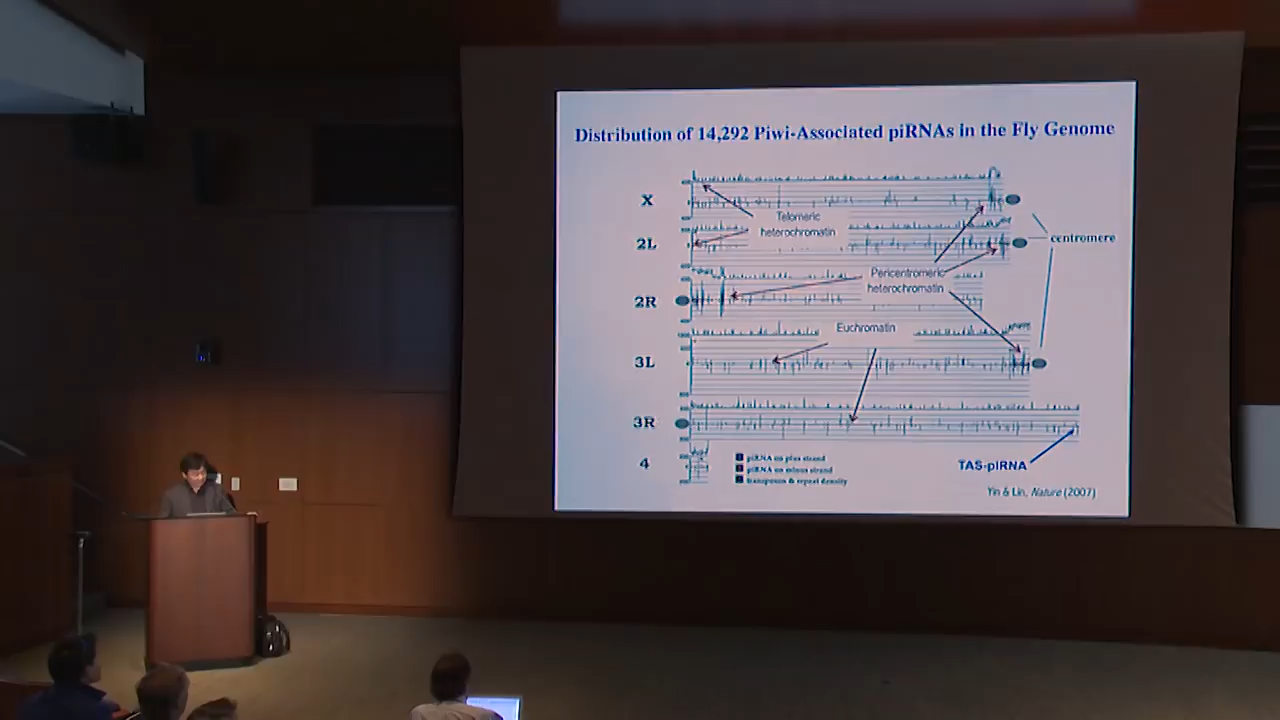 Distribution of 14,292 Piwi-Associated piRNAs in the Fly Genome
X
Telomeric
heterochromatin
2L
centromere
Pericentromeric
heterochromatin
2R
Euchromatin
3L
3R
4
piRNA on plus strand
piRNA on minus strand
transposon & repeat density
TAS-piRNA
Yin & Lin, Nature (2007)